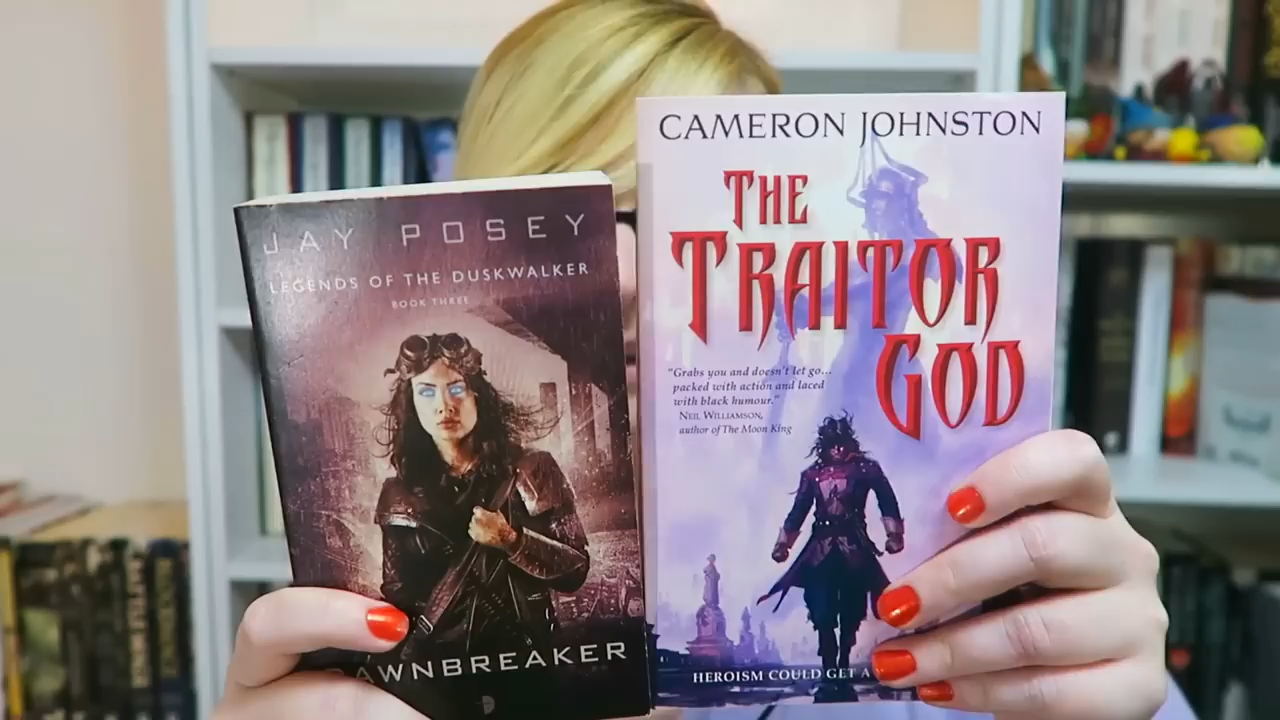 JAY POSEY
LEGENDS OF THE DUSKWALKER
BOOK THREE
AWNBREAKER
CAMERON JOHNSTON
THE
TRAITOR
GOD
"Grabs you and doesn't let go...
packed with action and laced
with black humour."
NEIL WILLIAMSON,
author of The Moon King
HEROISM COULD GET A